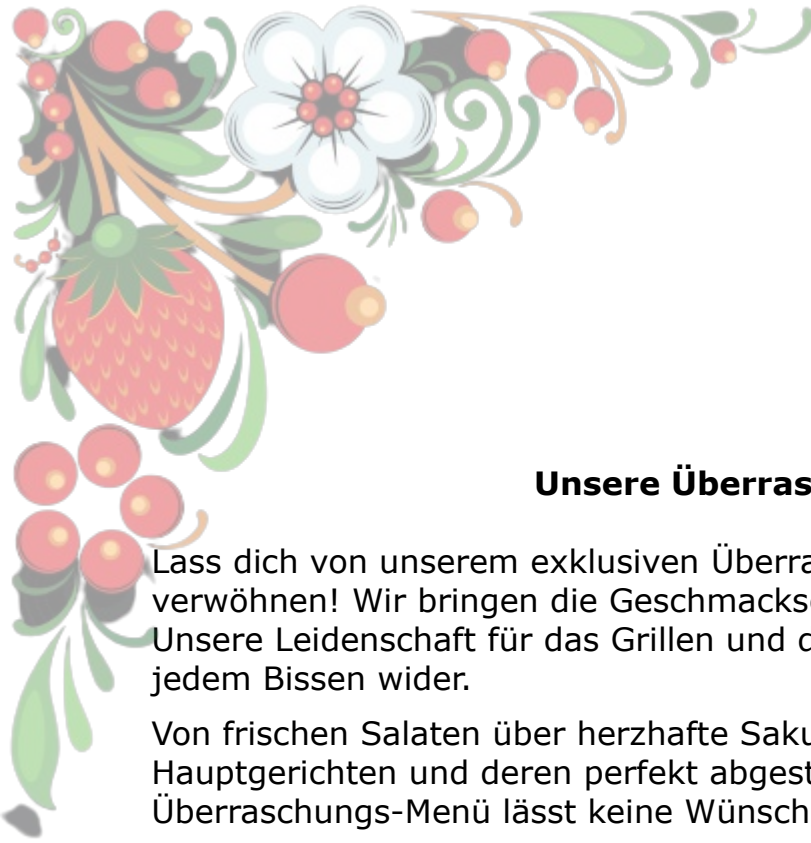 Unsere Überras
Lass dich von unserem exklusiven Überra
verwöhnen! Wir bringen die Geschmacks
Unsere Leidenschaft für das Grillen und d
jedem Bissen wider.
Von frischen Salaten über herzhafte Saku
Hauptgerichten und deren perfekt abgest
Überraschungs-Menü lässt keine Wünsch